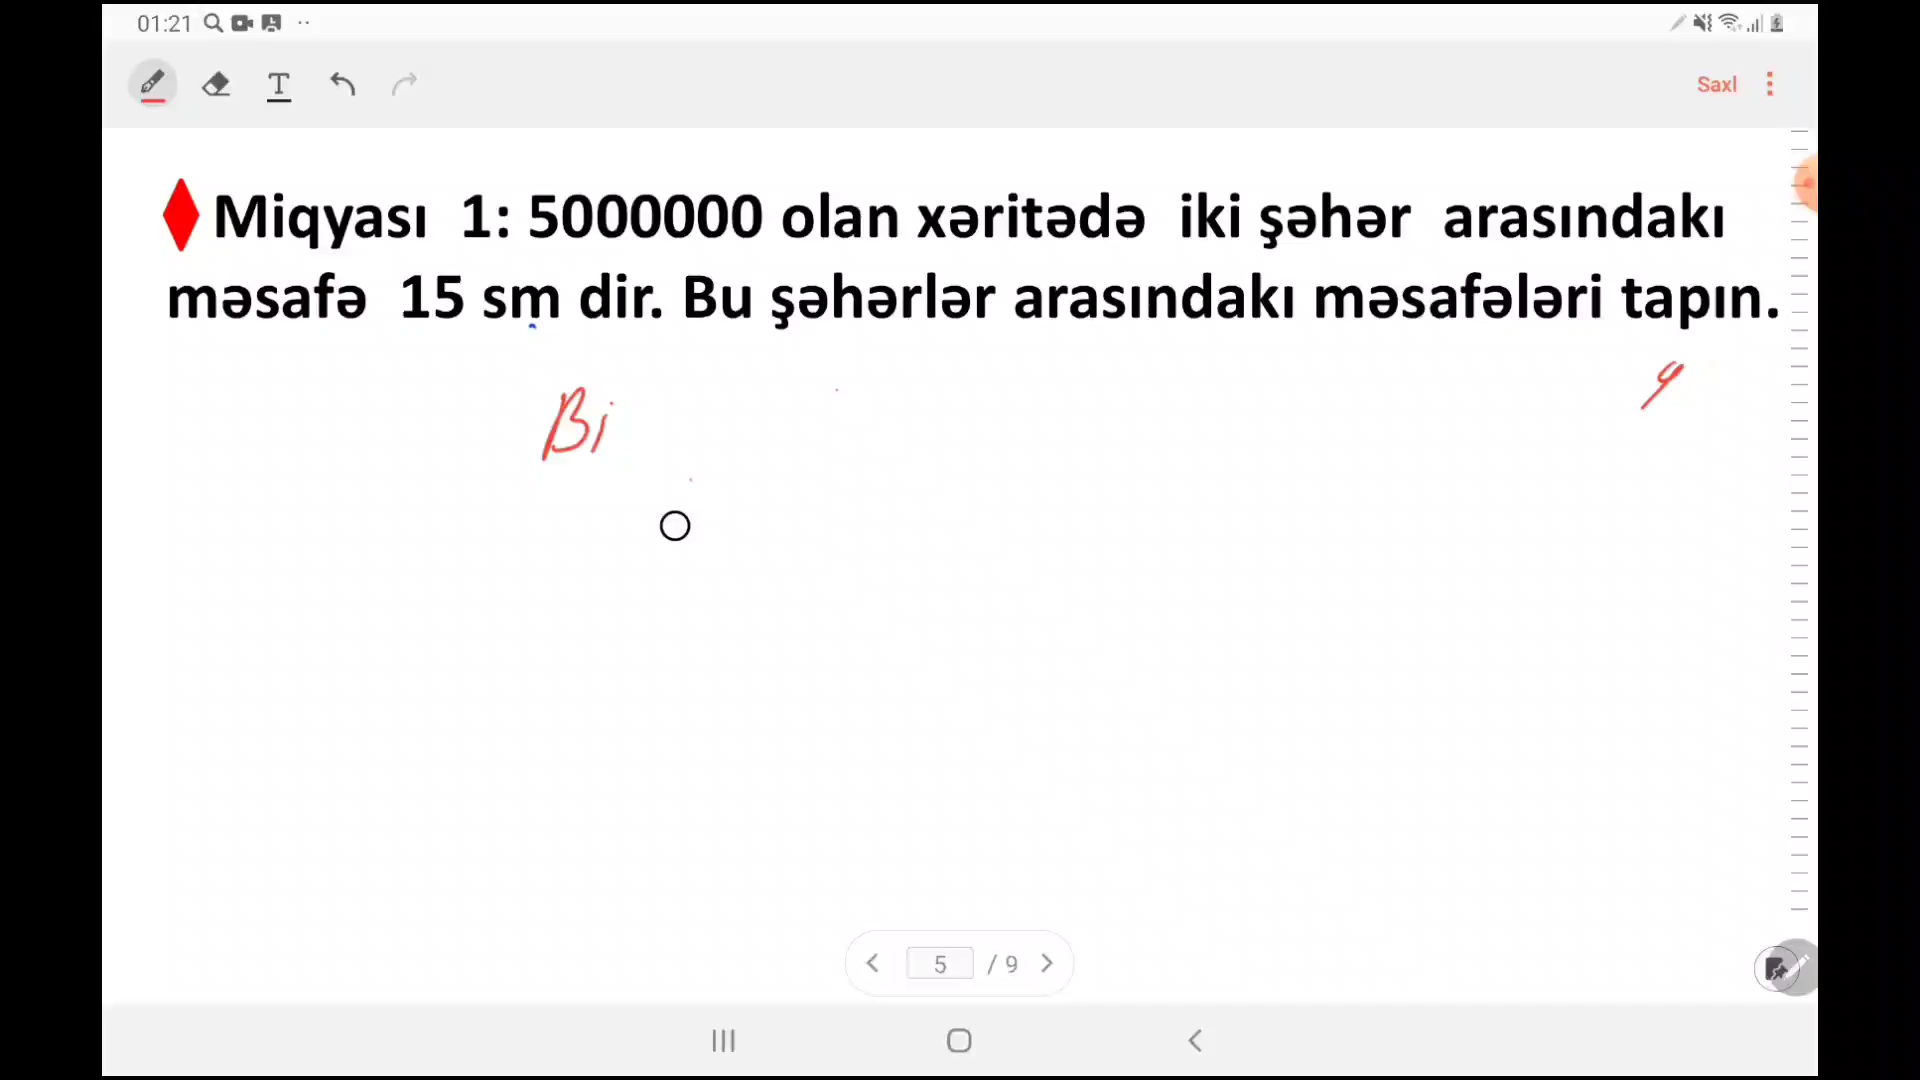 01:21
Saxl
Miqyası 1: 5000000 olan xəritədə iki şəhər arasındakı
məsafə 15 sm dir. Bu şəhərlər arasındakı məsafələri tapın.
Bi
5 / 9